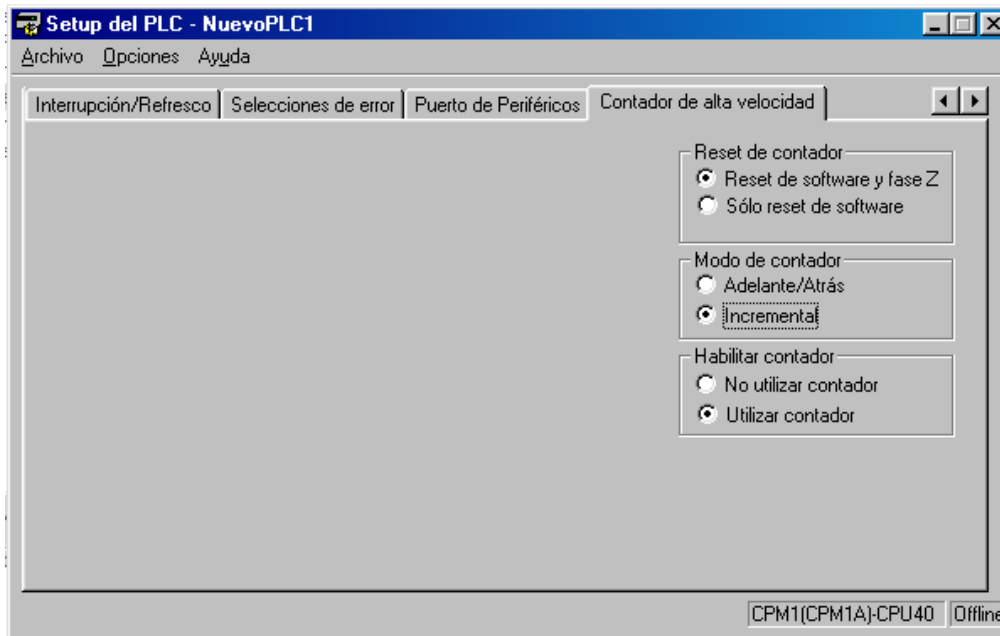 Setup del PLC - NuevoPLC1
Archivo Opciones Ayuda
Interrupción/Refresco Selecciones de error Puerto de Periféricos Contador de alta velocidad
Reset de contador
Reset de software y fase Z
Sólo reset de software
Modo de contador
Adelante/Atrás
Incremental
Habilitar contador
No utilizar contador
Utilizar contador
CPM1(CPM1A)-CPU40 Offline